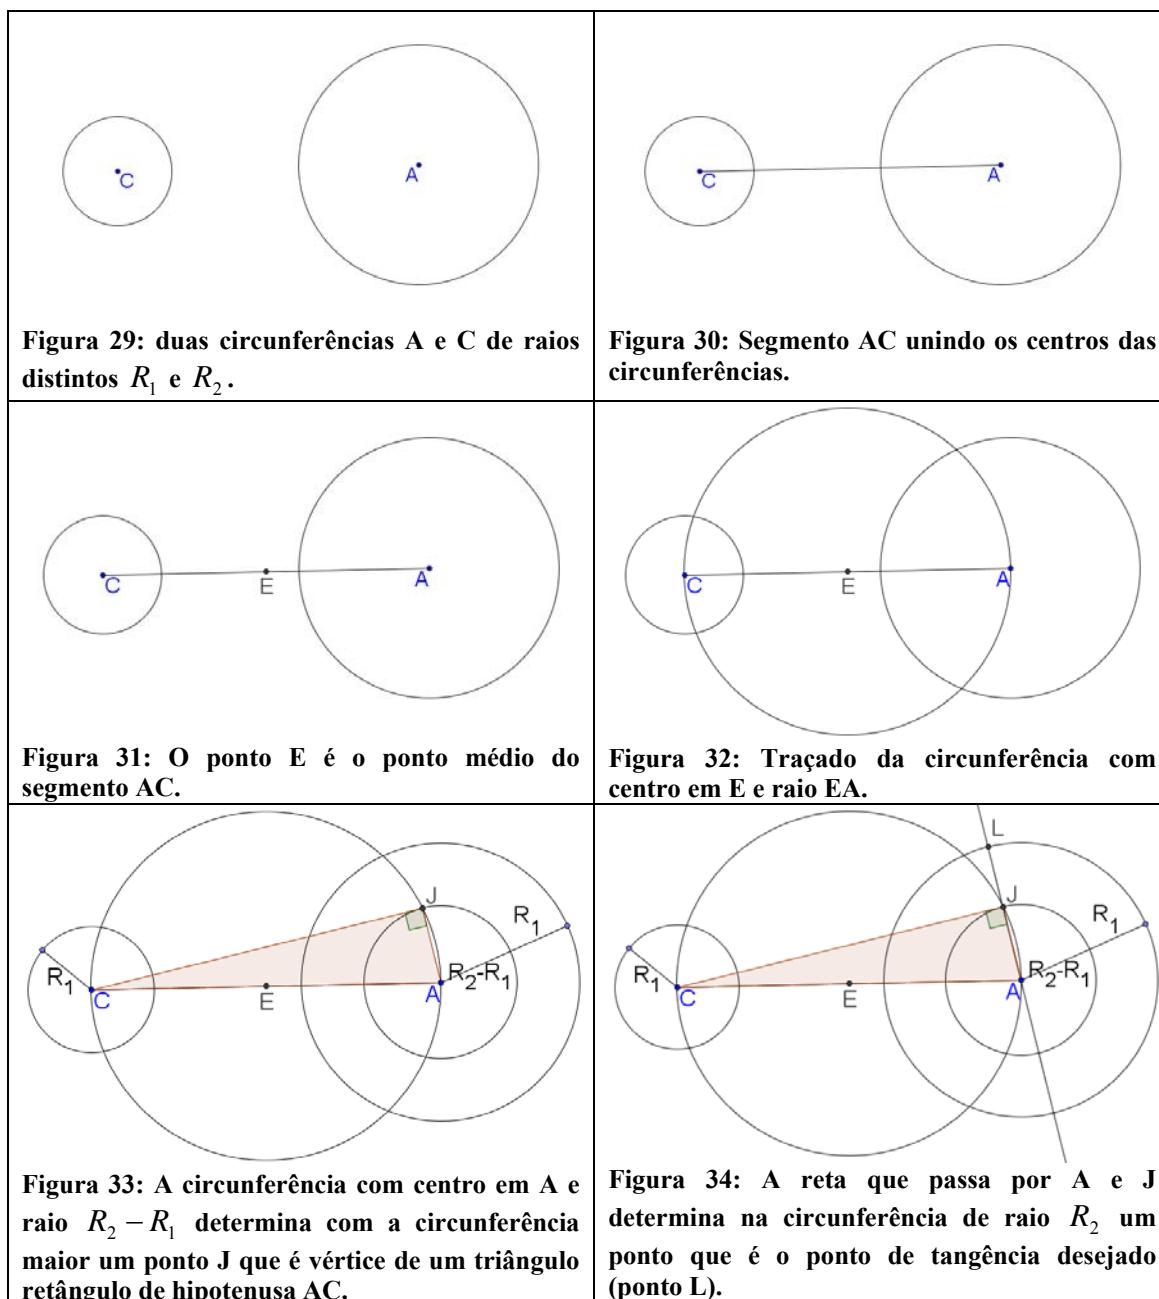 C
A
Figura 29: duas circunferências A e C de raios
distintos R₁ e R₂.
C
A
Figura 30: Segmento AC unindo os centros das
circunferências.
C
E
A
Figura 31: O ponto E é o ponto médio do
segmento AC.
C
E
A
Figura 32: Traçado da circunferência com
centro em E e raio EA.
J
R₁
R₁
R₂-R₁
C
E
A
Figura 33: A circunferência com centro em A e
raio R₂ − R₁ determina com a circunferência
maior um ponto J que é vértice de um triângulo
retângulo de hipotenusa AC.
L
J
R₁
R₁
R₂-R₁
C
E
A
Figura 34: A reta que passa por A e J
determina na circunferência de raio R₂ um
ponto que é o ponto de tangência desejado
(ponto L).